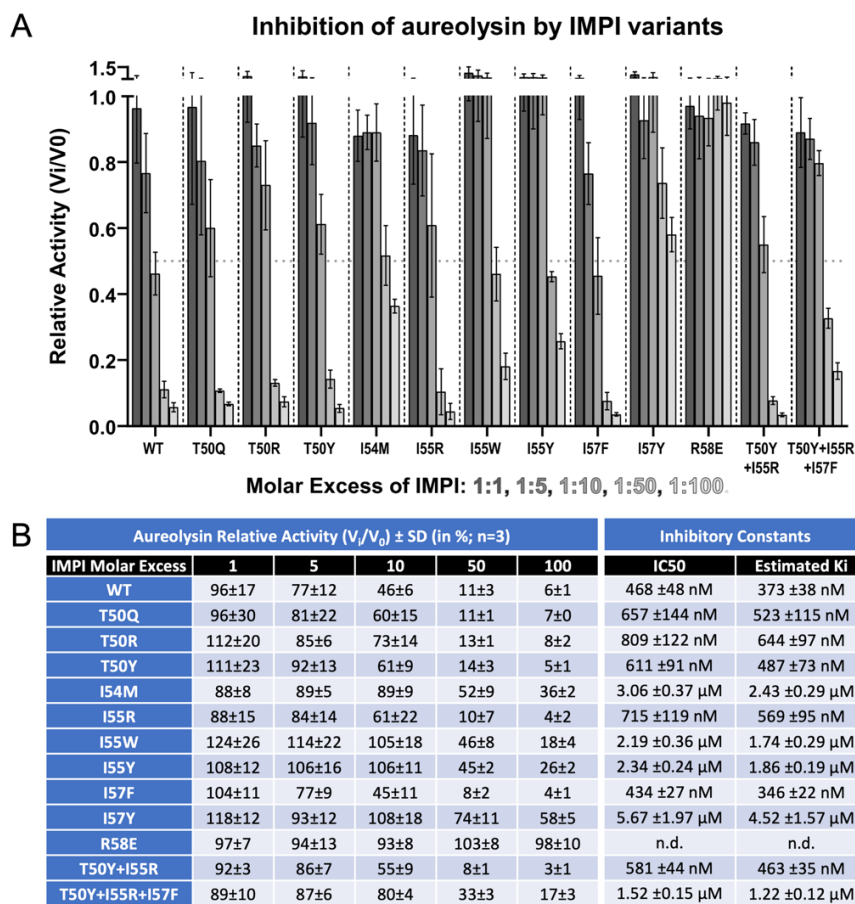 A
Inhibition of aureolysin by IMPI variants
Relative Activity (Vi/V0)
1.5
1.0
0.8
0.6
0.4
0.2
0.0
WT T50Q T50R T50Y I54M I55R I55W I55Y I57F I57Y R58E T50Y+I55R T50Y+I55R+I57F
Molar Excess of IMPI: 1:1, 1:5, 1:10, 1:50, 1:100.
B
Aureolysin Relative Activity (Vi/V0) ± SD (in %; n=3) Inhibitory Constants
IMPI Molar Excess 1 5 10 50 100 IC50 Estimated Ki
WT 96±17 77±12 46±6 11±3 6±1 468 ±48 nM 373 ±38 nM
T50Q 96±30 81±22 60±15 11±1 7±0 657 ±144 nM 523 ±115 nM
T50R 112±20 85±6 73±14 13±1 8±2 809 ±122 nM 644 ±97 nM
T50Y 111±23 92±13 61±9 14±3 5±1 611 ±91 nM 487 ±73 nM
I54M 88±8 89±5 89±9 52±9 36±2 3.06 ±0.37 µM 2.43 ±0.29 µM
I55R 88±15 84±14 61±22 10±7 4±2 715 ±119 nM 569 ±95 nM
I55W 124±26 114±22 105±18 46±8 18±4 2.19 ±0.36 µM 1.74 ±0.29 µM
I55Y 108±12 106±16 106±11 45±2 26±2 2.34 ±0.24 µM 1.86 ±0.19 µM
I57F 104±11 77±9 45±11 8±2 4±1 434 ±27 nM 346 ±22 nM
I57Y 118±12 93±12 108±18 74±11 58±5 5.67 ±1.97 µM 4.52 ±1.57 µM
R58E 97±7 94±13 93±8 103±8 98±10 n.d. n.d.
T50Y+I55R 92±3 86±7 55±9 8±1 3±1 581 ±44 nM 463 ±35 nM
T50Y+I55R+I57F 89±10 87±6 80±4 33±3 17±3 1.52 ±0.15 µM 1.22 ±0.12 µM